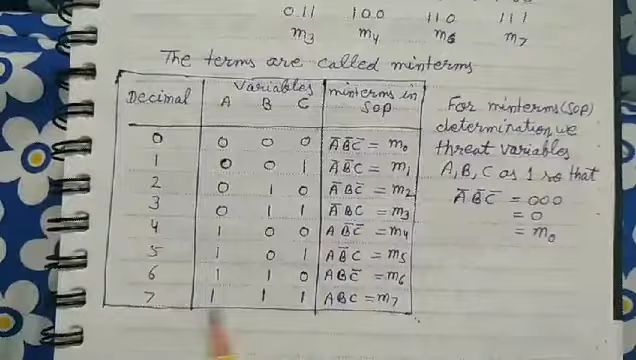 011 100 110 111
m₃ m₄ m₆ m₇
The terms are called minterms
Decimal Variables minterms in
A B C SOP
0 0 0 0 A̅B̅C̅ = m₀
1 0 0 1 A̅B̅C = m₁
2 0 1 0 A̅BC̅ = m₂
3 0 1 1 A̅BC = m₃
4 1 0 0 AB̅C̅ = m₄
5 1 0 1 AB̅C = m₅
6 1 1 0 ABC̅ = m₆
7 1 1 1 ABC = m₇
For minterms (SOP)
determination, we
threat variables
A, B, C as 1 so that
A̅B̅C̅ = 000
= 0
= m₀